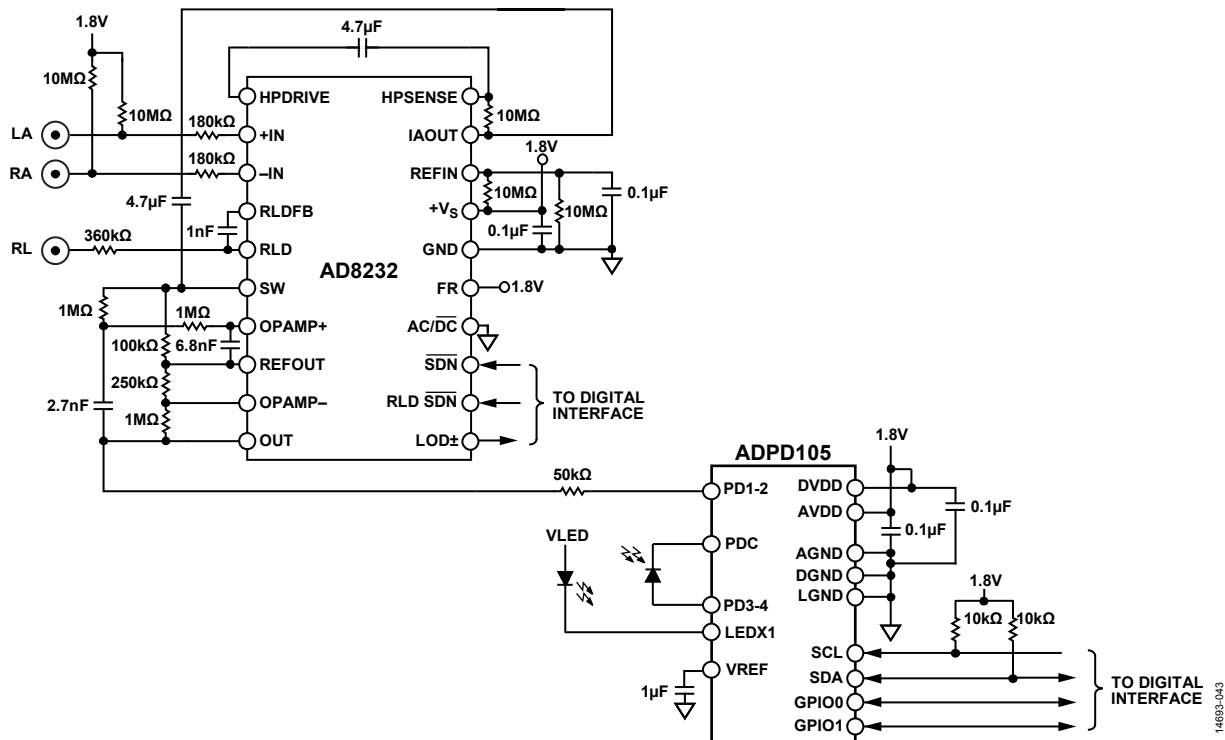 1.8V
4.7µF
10MΩ
10MΩ
HPDRIVE
HPSENSE
10MΩ
LA
180kΩ
+IN
IAOUT
1.8V
RA
180kΩ
–IN
REFIN
10MΩ
0.1µF
4.7µF
RLDFB
+VS
10MΩ
1nF
0.1µF
RL
360kΩ
RLD
GND
AD8232
SW
FR
1.8V
1MΩ
1MΩ
OPAMP+
AC/DC
100kΩ
6.8nF
REFOUT
SDN
250kΩ
2.7nF
OPAMP–
RLD SDN
TO DIGITAL
INTERFACE
1MΩ
OUT
LOD±
ADPD105
1.8V
50kΩ
PD1-2
DVDD
0.1µF
AVDD
0.1µF
VLED
PDC
AGND
DGND
1.8V
PD3-4
LGND
10kΩ
10kΩ
LEDX1
SCL
VREF
SDA
1µF
TO DIGITAL
INTERFACE
GPIO0
GPIO1
14693-043